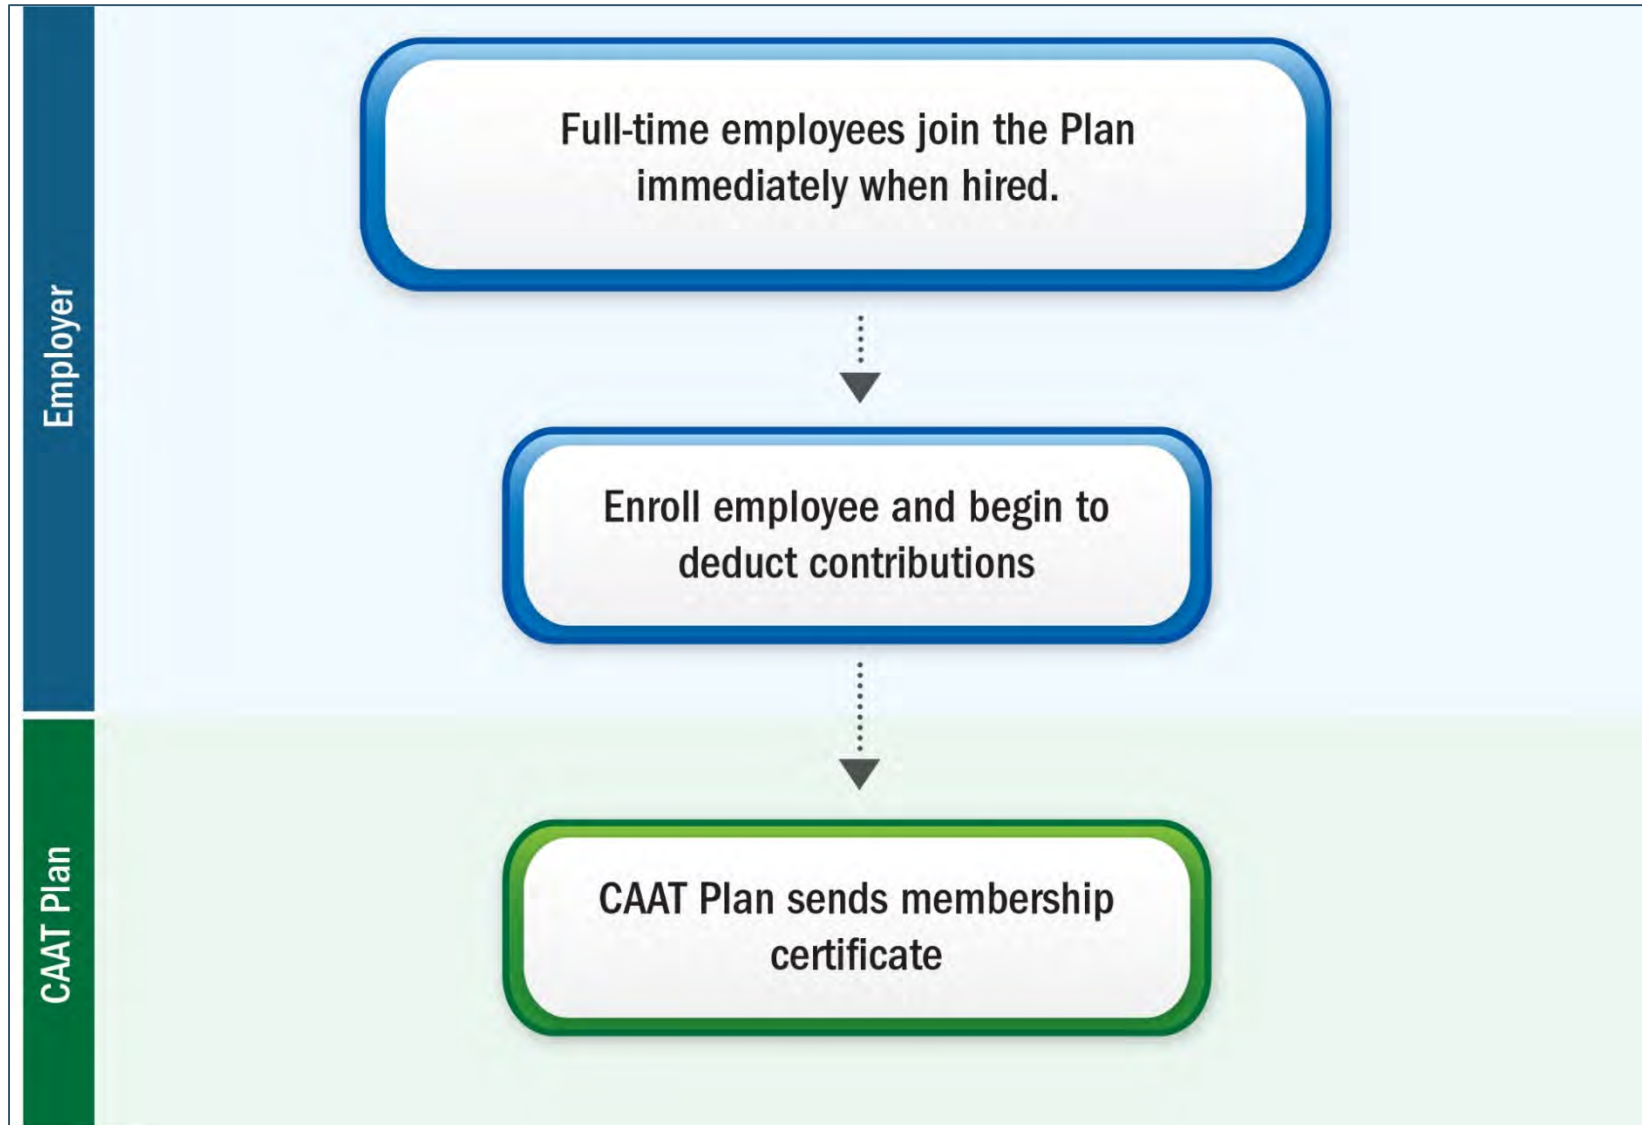 Employer
Full-time employees join the Plan
immediately when hired.
Enroll employee and begin to
deduct contributions
CAAT Plan
CAAT Plan sends membership
certificate